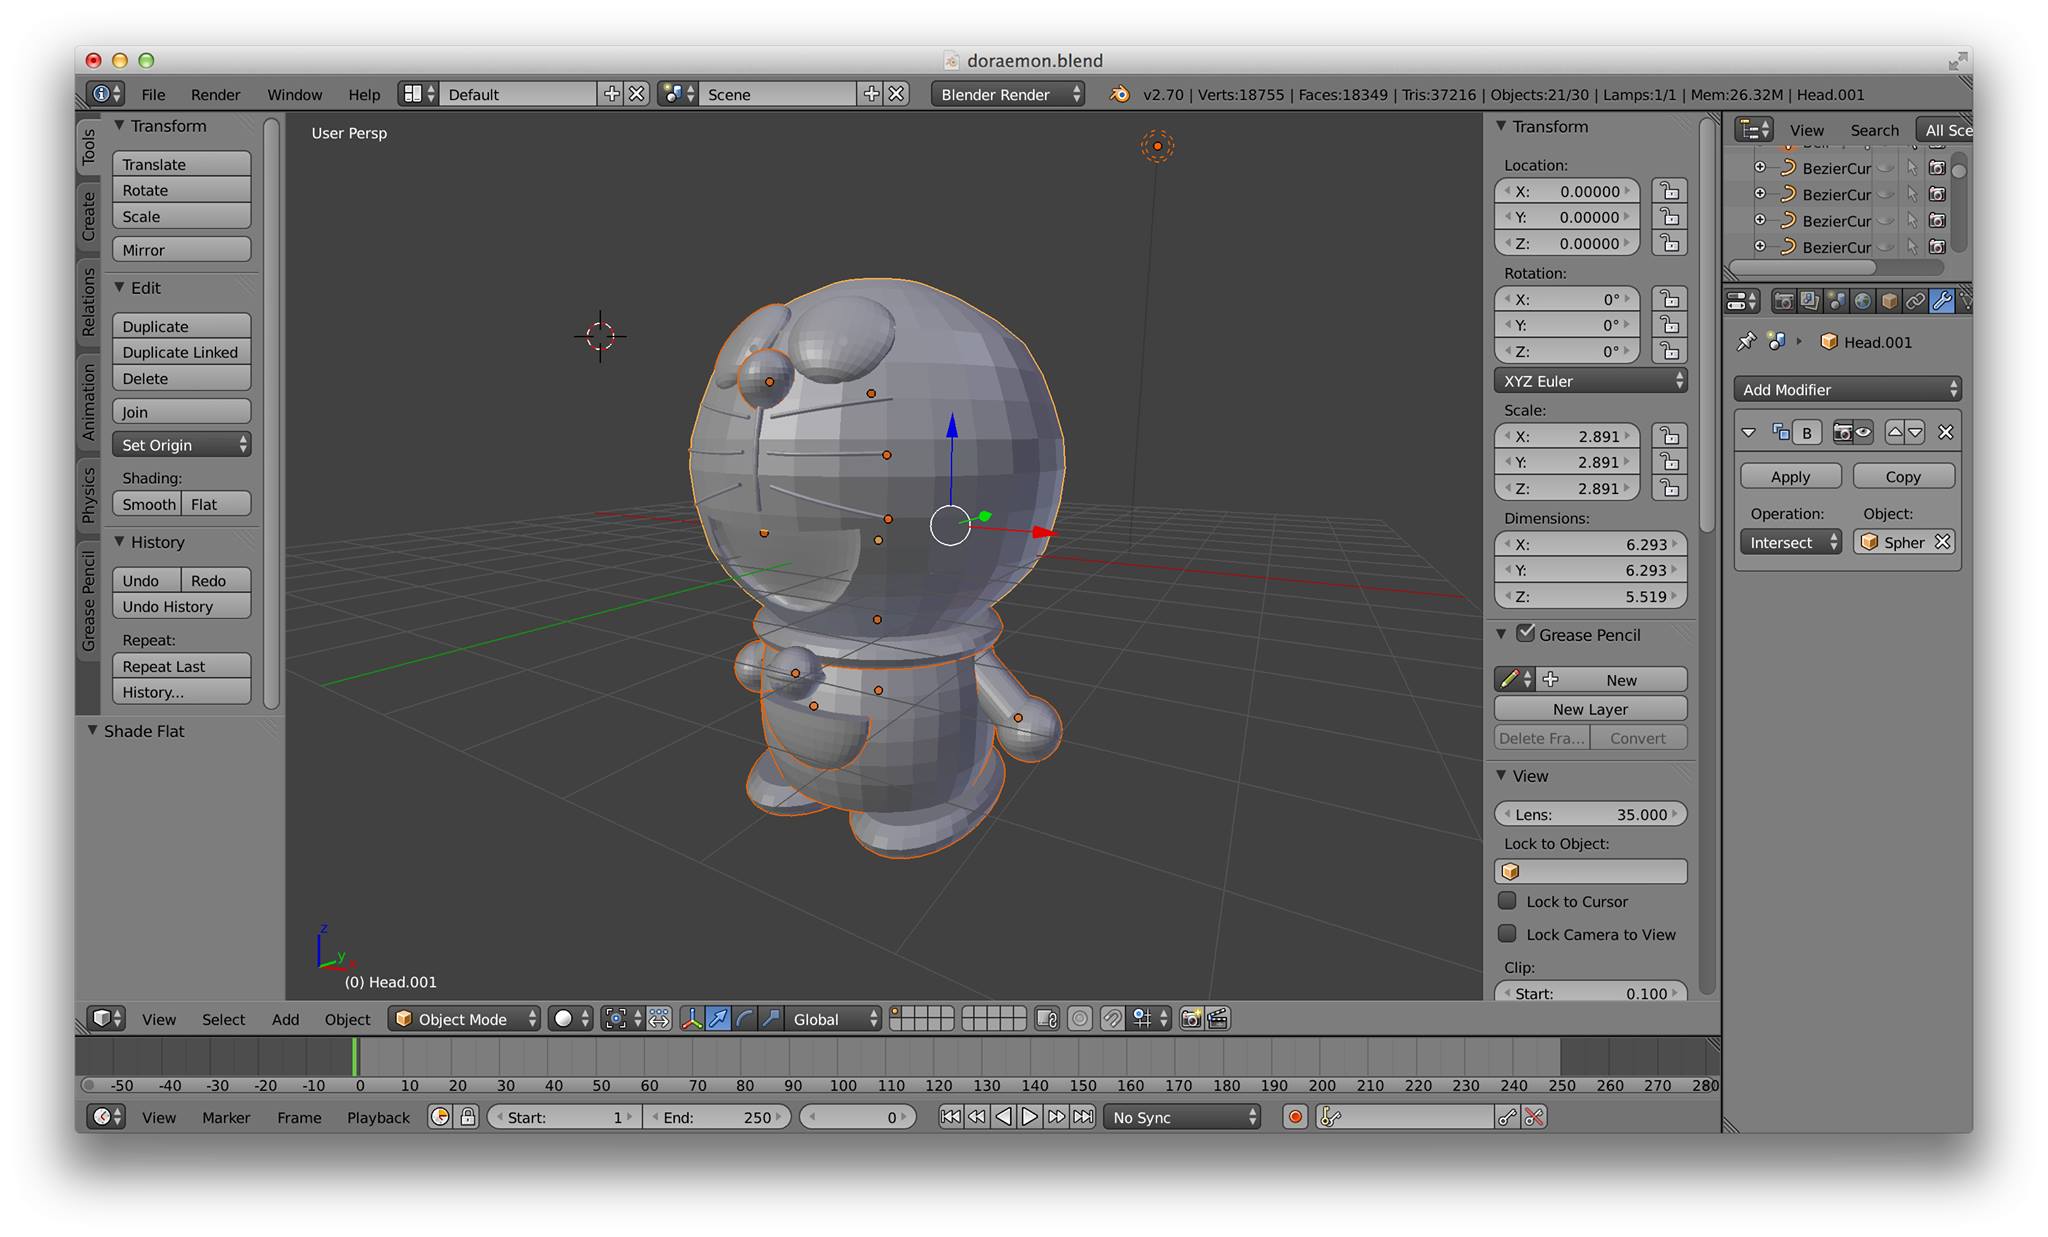 doraemon.blend
File Render Window Help Default Scene Blender Render v2.70 | Verts:18755 | Faces:18349 | Tris:37216 | Objects:21/30 | Lamps:1/1 | Mem:26.32M | Head.001
Tools
Create
Relations
Animation
Physics
Grease Pencil
Transform
Translate
Rotate
Scale
Mirror
Edit
Duplicate
Duplicate Linked
Delete
Join
Set Origin
Shading:
Smooth Flat
History
Undo Redo
Undo History
Repeat:
Repeat Last
History...
Shade Flat
User Persp
z
y
x
(0) Head.001
Transform
Location:
X: 0.00000
Y: 0.00000
Z: 0.00000
Rotation:
X: 0°
Y: 0°
Z: 0°
XYZ Euler
Scale:
X: 2.891
Y: 2.891
Z: 2.891
Dimensions:
X: 6.293
Y: 6.293
Z: 5.519
Grease Pencil
New
New Layer
Delete Fra... Convert
View
Lens: 35.000
Lock to Object:
Lock to Cursor
Lock Camera to View
Clip:
Start: 0.100
View Search All Sce
BezierCur
BezierCur
BezierCur
BezierCur
Head.001
Add Modifier
B
Apply Copy
Operation: Object:
Intersect Spher
View Select Add Object Object Mode Global
-50 -40 -30 -20 -10 0 10 20 30 40 50 60 70 80 90 100 110 120 130 140 150 160 170 180 190 200 210 220 230 240 250 260 270 280
View Marker Frame Playback Start: 1 End: 250 0 No Sync